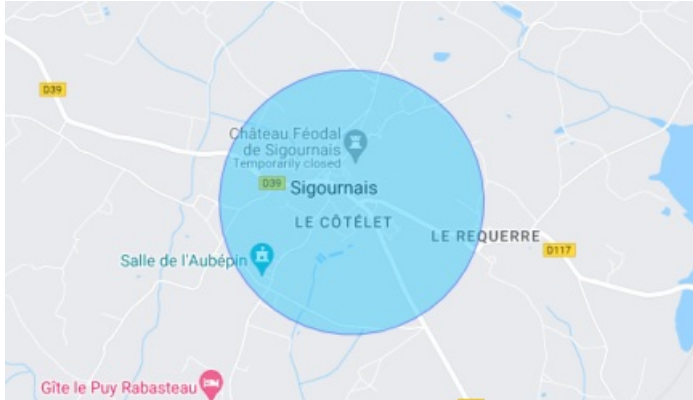 D39
Château Féodal
de Sigournais
Temporarily closed
D39
Sigournais
LE CÔTÉLET
LE REQUERRE
D117
Salle de l'Aubépin
Gîte le Puy Rabasteau